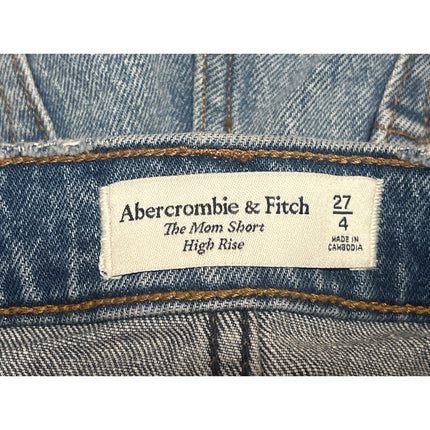 Abercrombie & Fitch
The Mom Short
High Rise
27
4
MADE IN
CAMBODIA